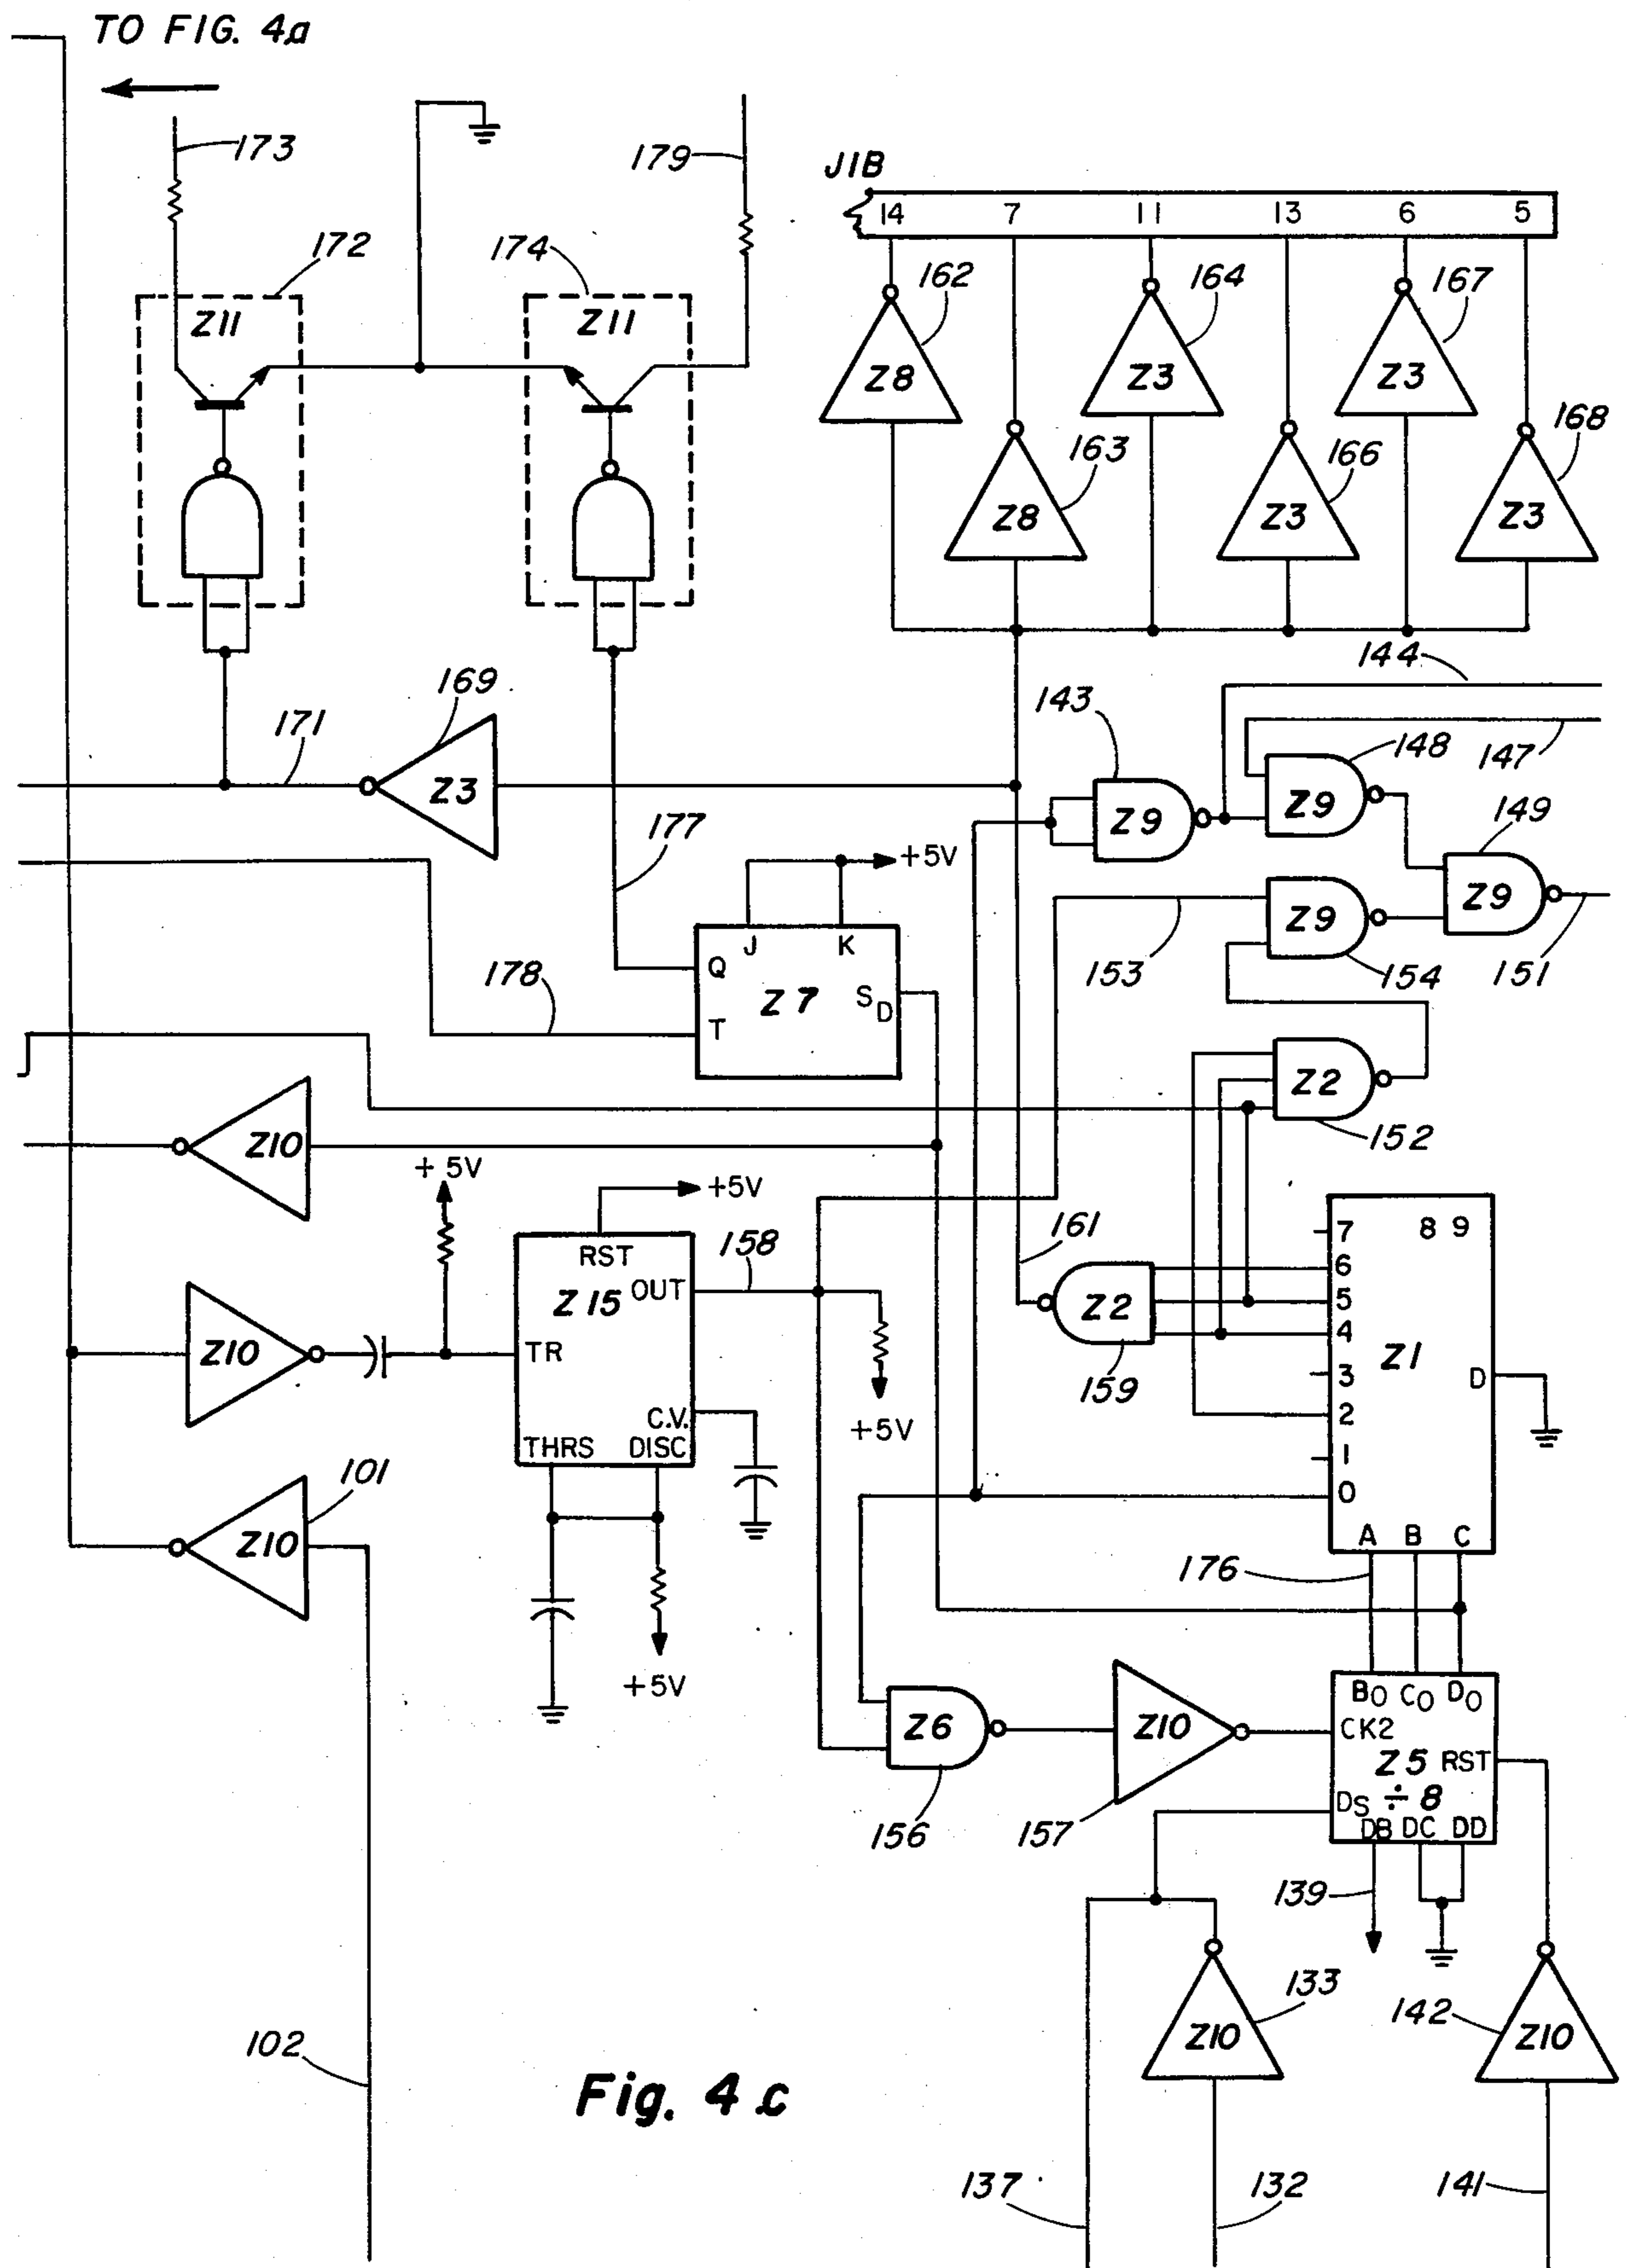 TO FIG. 4.a
173
179
J1B
14 7 11 13 6 5
172
174
162
164
167
Z11
Z11
Z8
Z3
Z3
163
166
168
Z8
Z3
Z3
144
169
143
148
147
171
Z3
Z9
Z9
149
177
+5V
Z9
Z9
J K
153
154
151
178
Q
Z7
S D
T
Z2
152
Z10
+5V
+5V
161
7 8 9
RST
158
6
Z15
OUT
Z2
5
4
Z10
TR
Z1
159
3
D
C.V.
2
+5V
THRS DISC
101
1
0
Z10
A B C
176
+5V
BO CO DO
Z6
Z10
CK2
Z5
RST
÷8
DS
156
157
DB DC DD
139
133
142
Z10
Z10
102
Fig. 4.c
137
132
141